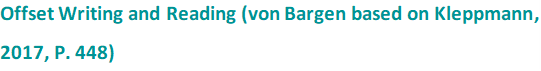 Offset Writing and Reading (von Bargen based on Kleppmann,
2017, P. 448)